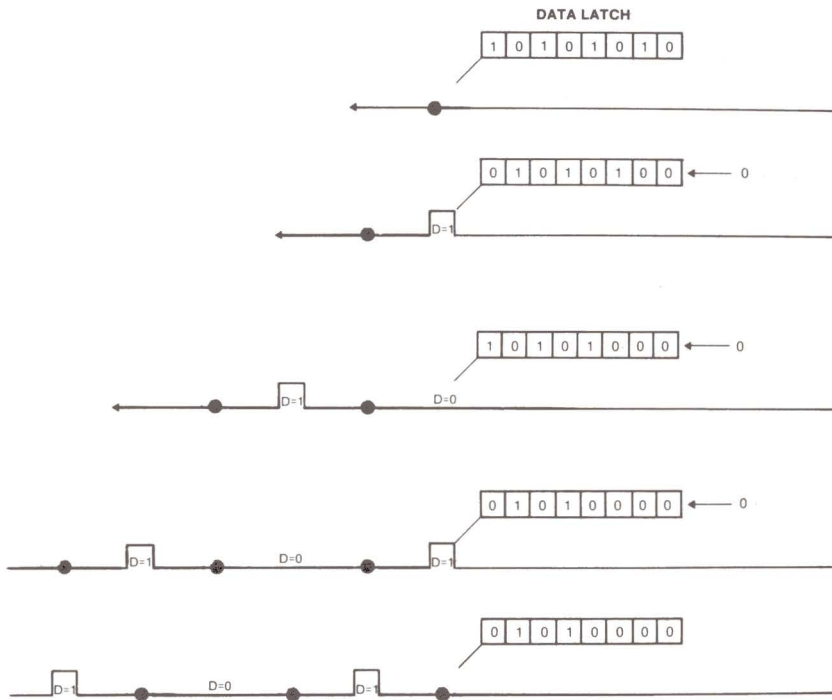 DATA LATCH
1 0 1 0 1 0 1 0
0 1 0 1 0 1 0 0 0
D=1
1 0 1 0 1 0 0 0 0
D=1 D=0
0 1 0 1 0 0 0 0 0
D=1 D=0 D=1
0 1 0 1 0 0 0 0
D=1 D=0 D=1